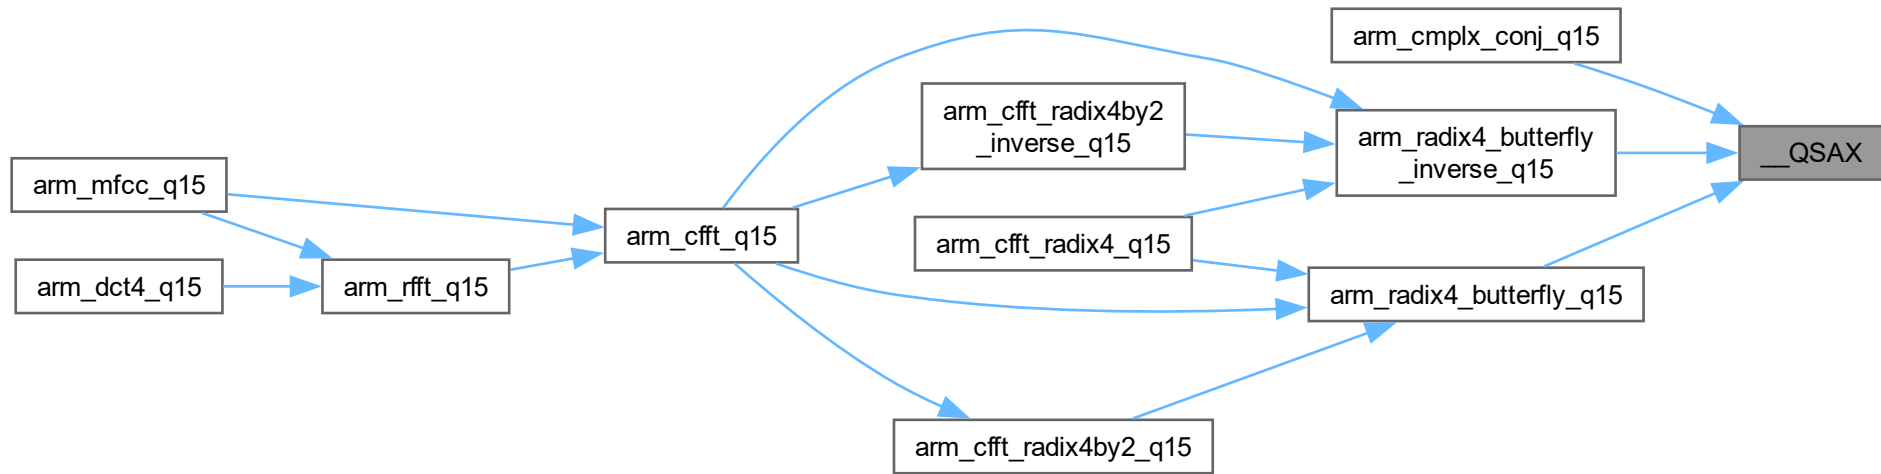 arm_cmplx_conj_q15
arm_cfft_radix4by2
_inverse_q15
arm_radix4_butterfly
_inverse_q15
__QSAX
arm_mfcc_q15
arm_cfft_q15
arm_cfft_radix4_q15
arm_dct4_q15
arm_rfft_q15
arm_radix4_butterfly_q15
arm_cfft_radix4by2_q15